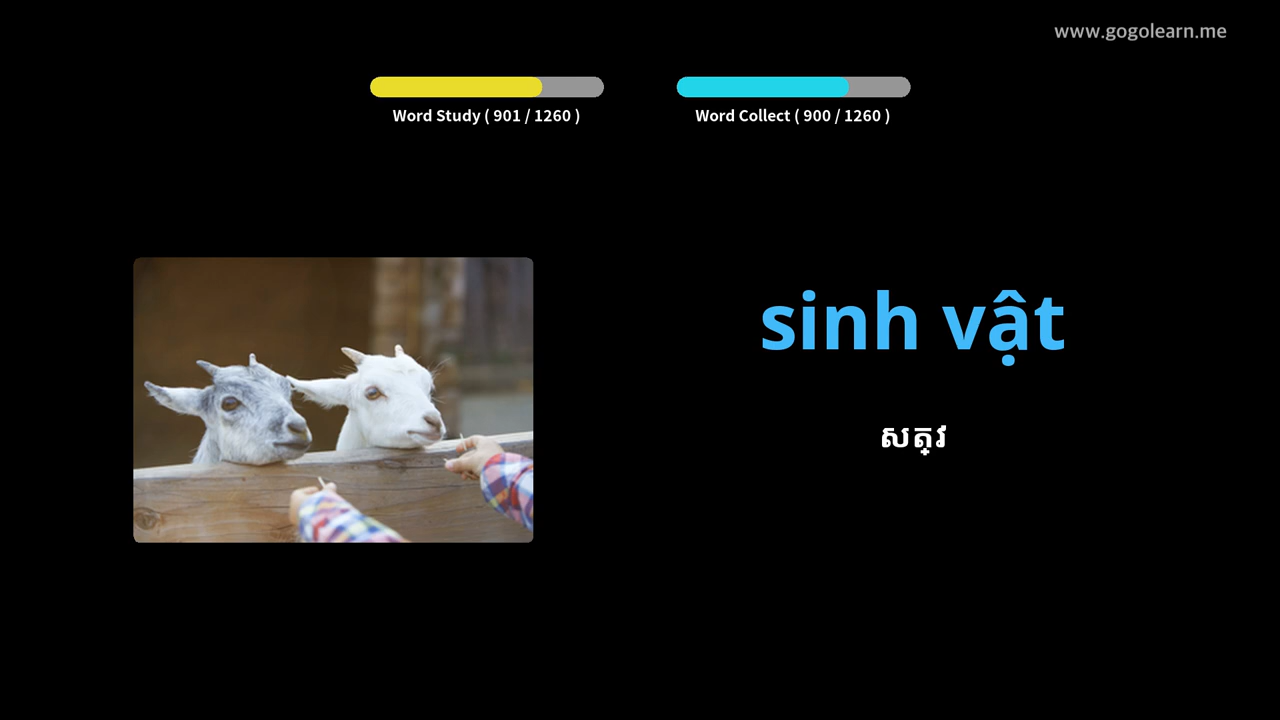 www.gogolearn.me
Word Study ( 901 / 1260 )
Word Collect ( 900 / 1260 )
sinh vật
សត្វ